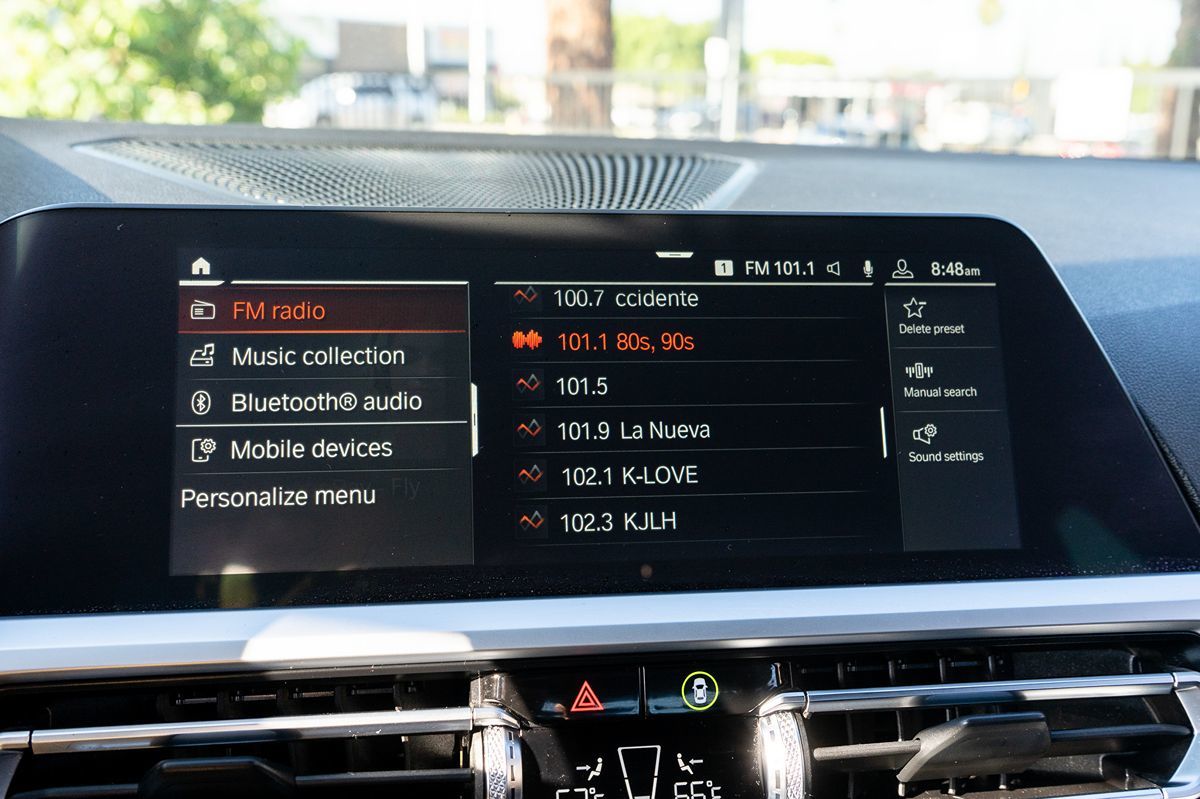 1 FM 101.1 8:48am
FM radio
Music collection
Bluetooth® audio
Mobile devices
Personalize menu
Fly
100.7 ccidente
101.1 80s, 90s
101.5
101.9 La Nueva
102.1 K-LOVE
102.3 KJLH
Delete preset
Manual search
Sound settings